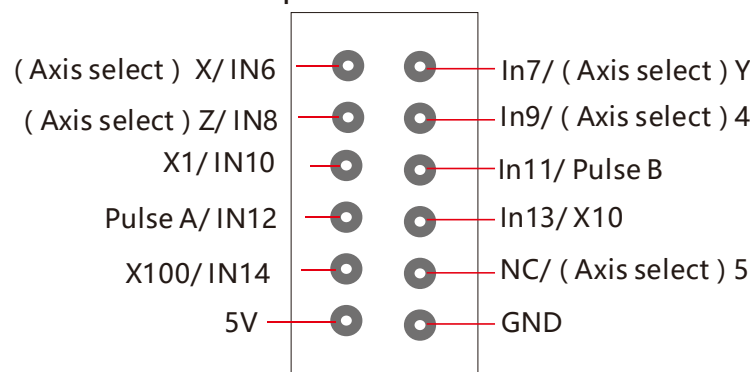 ( Axis select ) X/ IN6
In7/ ( Axis select ) Y
( Axis select ) Z/ IN8
In9/ ( Axis select ) 4
X1/ IN10
In11/ Pulse B
Pulse A/ IN12
In13/ X10
X100/ IN14
NC/ ( Axis select ) 5
5V
GND